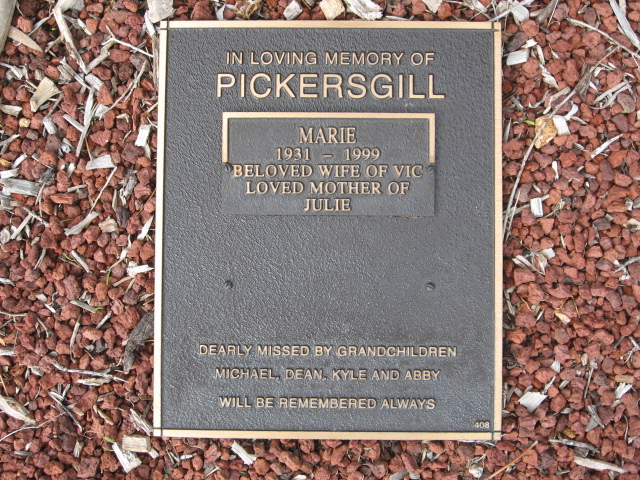 IN LOVING MEMORY OF
PICKERSGILL
MARIE
1931 – 1999
BELOVED WIFE OF VIC
LOVED MOTHER OF
JULIE
DEARLY MISSED BY GRANDCHILDREN
MICHAEL, DEAN, KYLE AND ABBY
WILL BE REMEMBERED ALWAYS
408